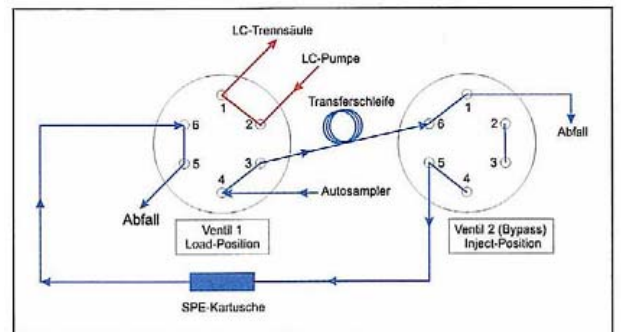 LC-Trennsäule
LC-Pumpe
Transferschleife
1
2
3
4
5
6
1
2
3
4
5
6
Abfall
Autosampler
Abfall
Ventil 1
Load-Position
Ventil 2 (Bypass)
Inject-Position
SPE-Kartusche